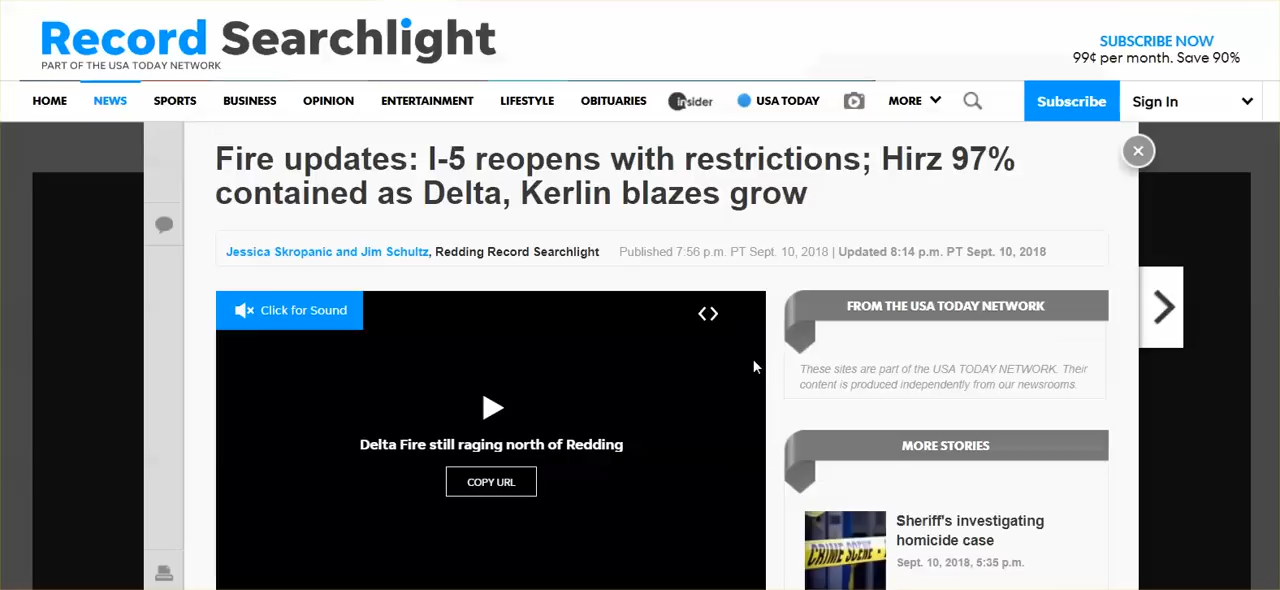 Record Searchlight
PART OF THE USA TODAY NETWORK
SUBSCRIBE NOW
99¢ per month. Save 90%
HOME NEWS SPORTS BUSINESS OPINION ENTERTAINMENT LIFESTYLE OBITUARIES insider USA TODAY MORE Subscribe Sign In
Fire updates: I-5 reopens with restrictions; Hirz 97%
contained as Delta, Kerlin blazes grow
Jessica Skropanic and Jim Schultz, Redding Record Searchlight Published 7:56 p.m. PT Sept. 10, 2018 | Updated 8:14 p.m. PT Sept. 10, 2018
Click for Sound
Delta Fire still raging north of Redding
COPY URL
FROM THE USA TODAY NETWORK
These sites are part of the USA TODAY NETWORK. Their
content is produced independently from our newsrooms.
MORE STORIES
Sheriff's investigating
homicide case
Sept. 10, 2018, 5:35 p.m.
CRIME SCENE